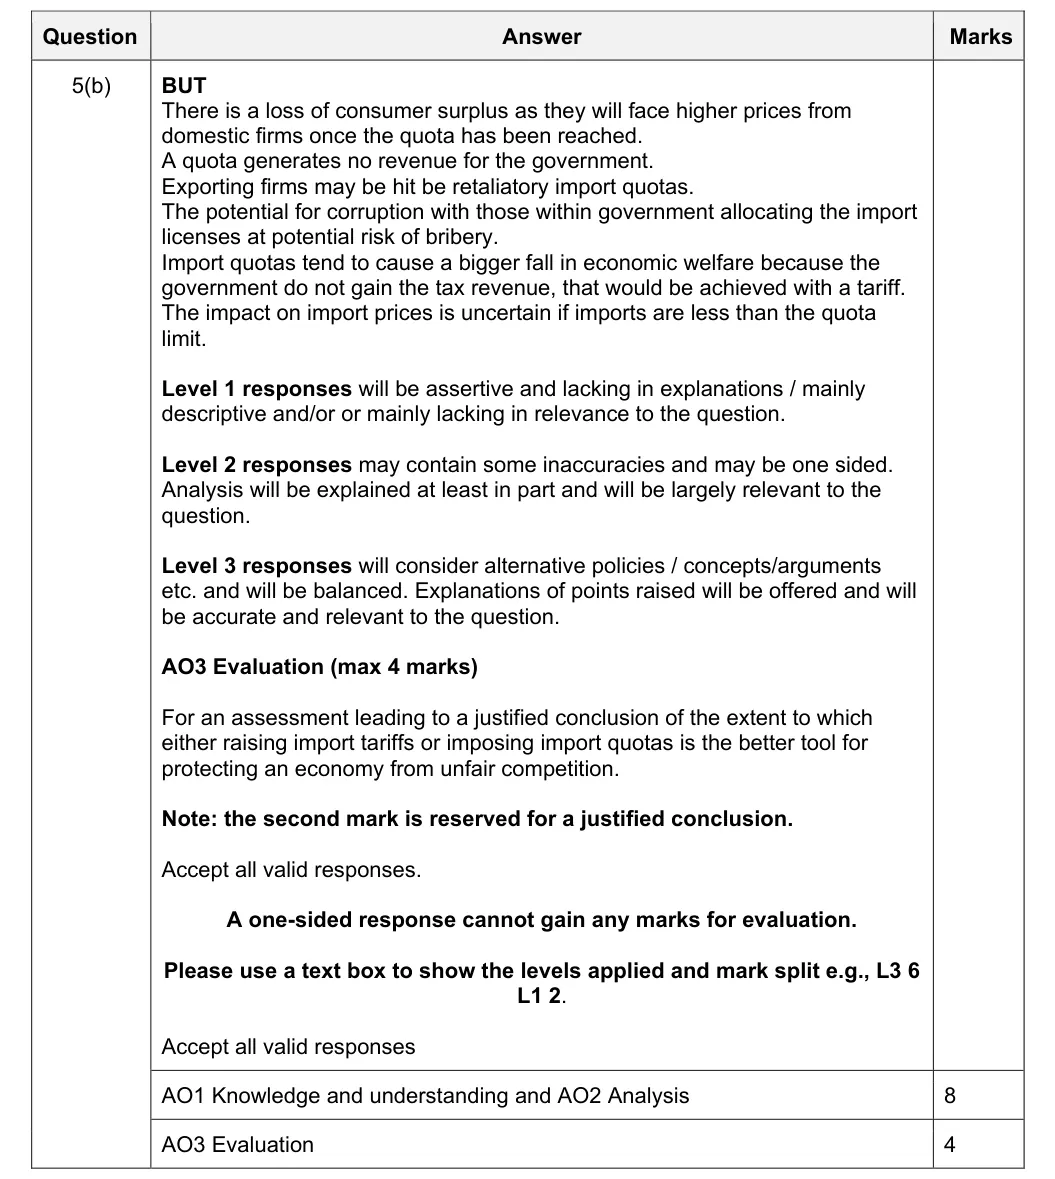 Question Answer Marks
5(b) BUT
There is a loss of consumer surplus as they will face higher prices from
domestic firms once the quota has been reached.
A quota generates no revenue for the government.
Exporting firms may be hit be retaliatory import quotas.
The potential for corruption with those within government allocating the import
licenses at potential risk of bribery.
Import quotas tend to cause a bigger fall in economic welfare because the
government do not gain the tax revenue, that would be achieved with a tariff.
The impact on import prices is uncertain if imports are less than the quota
limit.
Level 1 responses will be assertive and lacking in explanations / mainly
descriptive and/or or mainly lacking in relevance to the question.
Level 2 responses may contain some inaccuracies and may be one sided.
Analysis will be explained at least in part and will be largely relevant to the
question.
Level 3 responses will consider alternative policies / concepts/arguments
etc. and will be balanced. Explanations of points raised will be offered and will
be accurate and relevant to the question.
AO3 Evaluation (max 4 marks)
For an assessment leading to a justified conclusion of the extent to which
either raising import tariffs or imposing import quotas is the better tool for
protecting an economy from unfair competition.
Note: the second mark is reserved for a justified conclusion.
Accept all valid responses.
A one-sided response cannot gain any marks for evaluation.
Please use a text box to show the levels applied and mark split e.g., L3 6
L1 2.
Accept all valid responses
AO1 Knowledge and understanding and AO2 Analysis 8
AO3 Evaluation 4